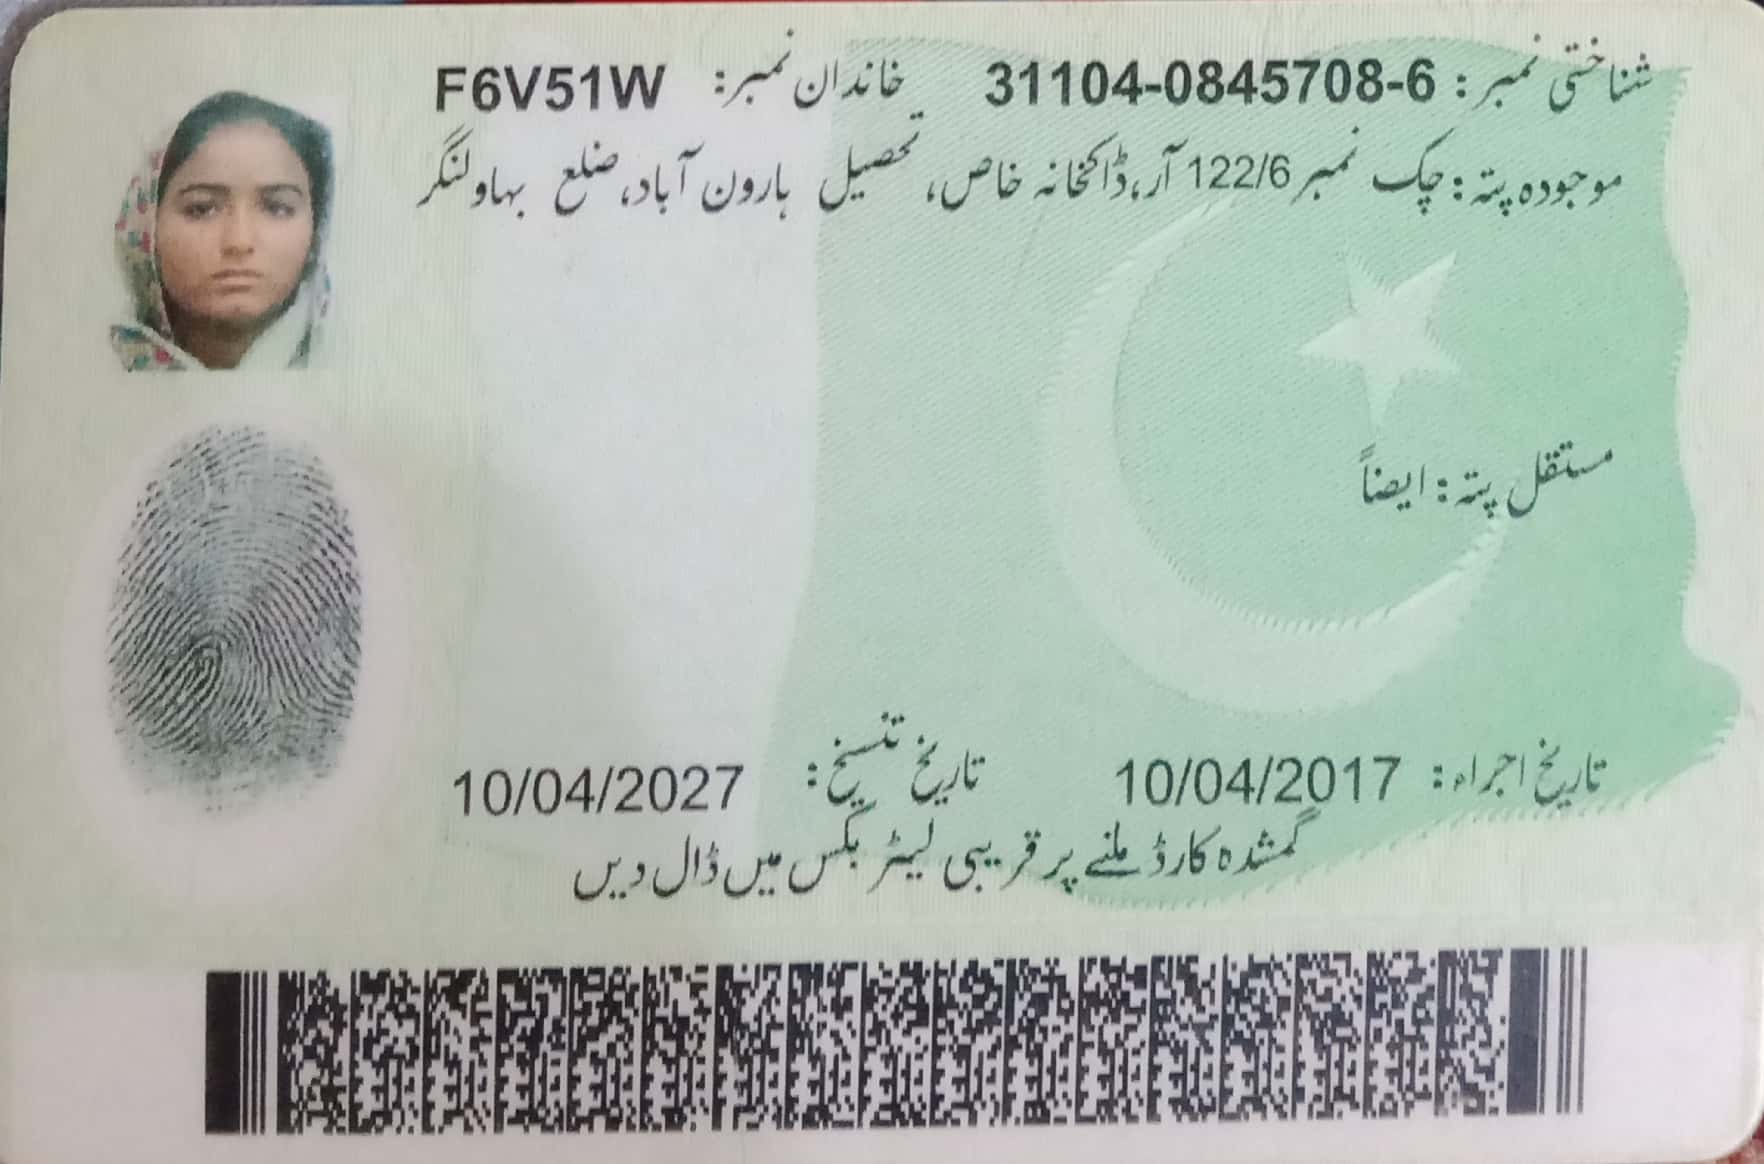 شناختی نمبر: 31104-0845708-6 خاندان نمبر: F6V51W
موجودہ پتہ: چک نمبر 122/6 آر، ڈاکخانہ خاص، تحصیل ہارون آباد، ضلع بہاولنگر
مستقل پتہ: ایضاً
تاریخ اجراء: 10/04/2017 تاریخ تنسیخ: 10/04/2027
گمشدہ کارڈ ملنے پر قریبی لیٹر بکس میں ڈال دیں